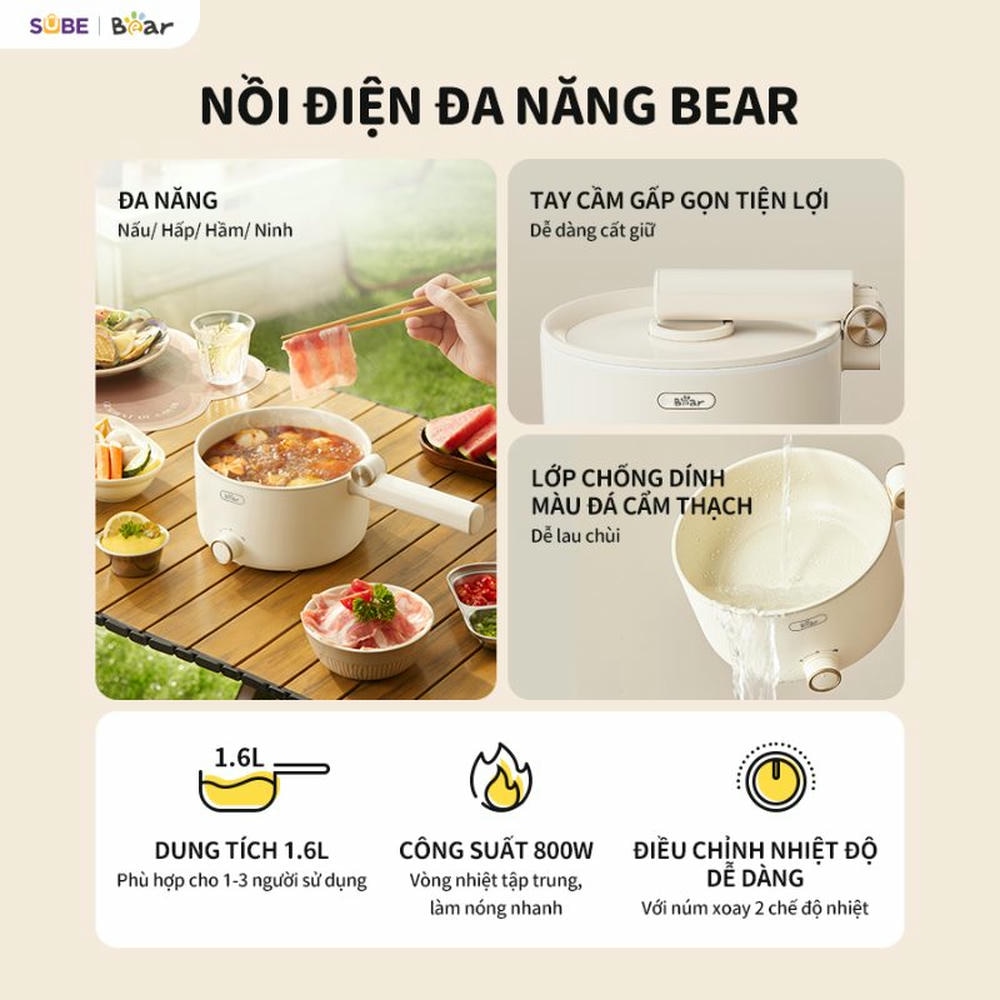 SUBE | Bear
NỒI ĐIỆN ĐA NĂNG BEAR
ĐA NĂNG
Nấu/ Hấp/ Hầm/ Ninh
Bear
TAY CẦM GẤP GỌN TIỆN LỢI
Dễ dàng cất giữ
Bear
LỚP CHỐNG DÍNH
MÀU ĐÁ CẨM THẠCH
Dễ lau chùi
Bear
1.6L
DUNG TÍCH 1.6L
Phù hợp cho 1-3 người sử dụng
CÔNG SUẤT 800W
Vòng nhiệt tập trung,
làm nóng nhanh
ĐIỀU CHỈNH NHIỆT ĐỘ
DỄ DÀNG
Với núm xoay 2 chế độ nhiệt